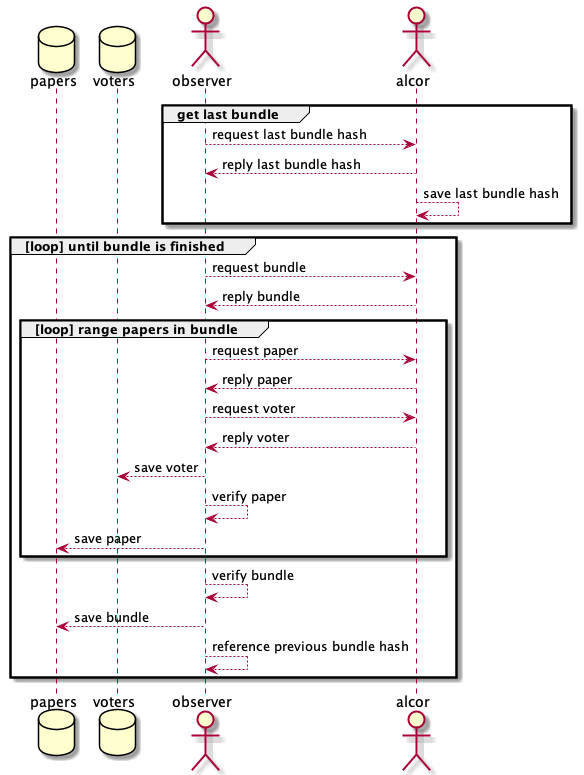 papers voters observer alcor
get last bundle
request last bundle hash
reply last bundle hash
save last bundle hash
[loop] until bundle is finished
request bundle
reply bundle
[loop] range papers in bundle
request paper
reply paper
request voter
reply voter
save voter
verify paper
save paper
verify bundle
save bundle
reference previous bundle hash
papers voters observer alcor